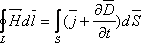 ∮_L H̅dl̅ = ∫_S (j̅ + ∂D̅/∂t)dS̅